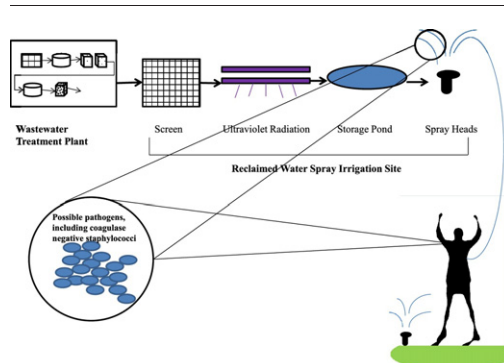 Wastewater
Treatment Plant
Screen
Ultraviolet Radiation
Storage Pond
Spray Heads
Reclaimed Water Spray Irrigation Site
Possible pathogens,
including coagulase
negative staphylococci